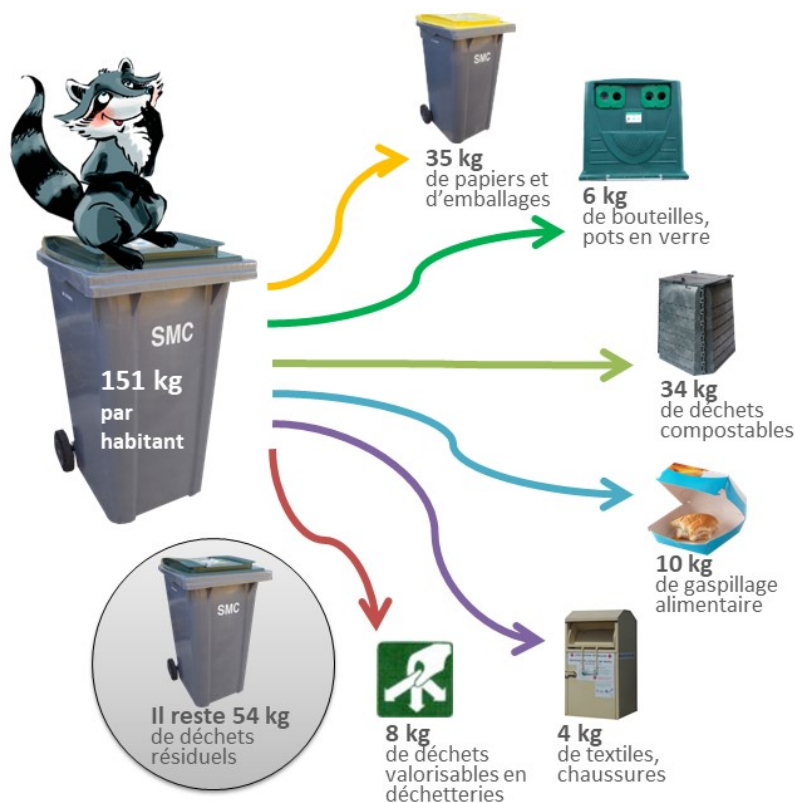 SMC
35 kg
de papiers et
d'emballages
6 kg
de bouteilles,
pots en verre
SMC
151 kg
par
habitant
34 kg
de déchets
compostables
10 kg
de gaspillage
alimentaire
SMC
Il reste 54 kg
de déchets
résiduels
8 kg
de déchets
valorisables en
déchetteries
4 kg
de textiles,
chaussures